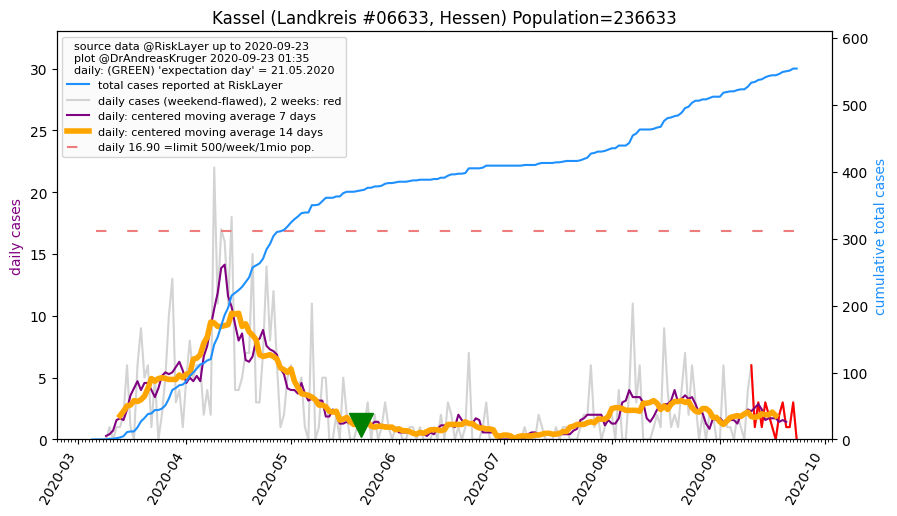 Kassel (Landkreis #06633, Hessen) Population=236633
source data @RiskLayer up to 2020-09-23
plot @DrAndreasKruger 2020-09-23 01:35
daily: (GREEN) 'expectation day' = 21.05.2020
total cases reported at RiskLayer
daily cases (weekend-flawed), 2 weeks: red
daily: centered moving average 7 days
daily: centered moving average 14 days
daily 16.90 =limit 500/week/1mio pop.
daily cases
30
25
20
15
10
5
0
cumulative total cases
600
500
400
300
200
100
0
2020-03
2020-04
2020-05
2020-06
2020-07
2020-08
2020-09
2020-10